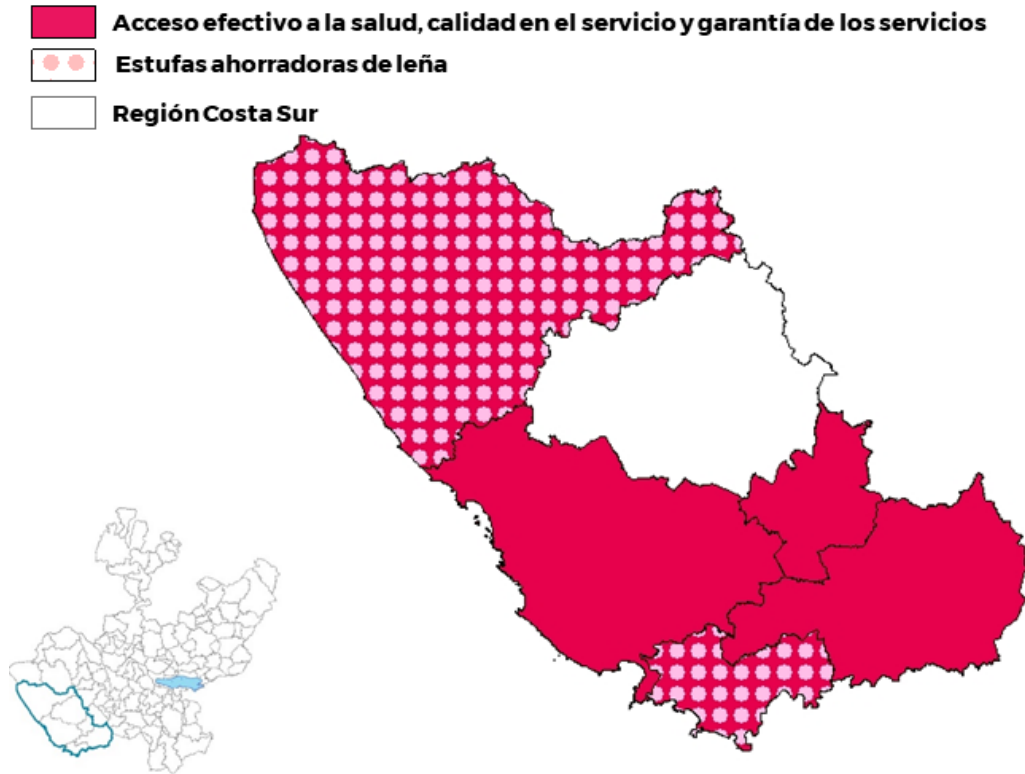 Acceso efectivo a la salud, calidad en el servicio y garantía de los servicios
Estufas ahorradoras de leña
Región Costa Sur